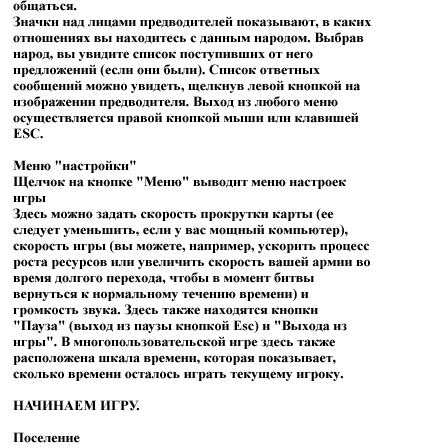 общаться.
Значки над лицами предводителей показывают, в каких
отношениях вы находитесь с данным народом. Выбрав
народ, вы увидите список поступивших от него
предложений (если они были). Список ответных
сообщений можно увидеть, щелкнув левой кнопкой на
изображении предводителя. Выход из любого меню
осуществляется правой кнопкой мыши или клавишей
ESC.
Меню "настройки"
Щелчок на кнопке "Меню" выводит меню настроек
игры
Здесь можно задать скорость прокрутки карты (ее
следует уменьшить, если у вас мощный компьютер),
скорость игры (вы можете, например, ускорить процесс
роста ресурсов или увеличить скорость вашей армии во
время долгого перехода, чтобы в момент битвы
вернуться к нормальному течению времени) и
громкость звука. Здесь также находятся кнопки
"Пауза" (выход из паузы кнопкой Esc) и "Выхода из
игры". В многопользовательской игре здесь также
расположена шкала времени, которая показывает,
сколько времени осталось играть текущему игроку.
НАЧИНАЕМ ИГРУ.
Поселение